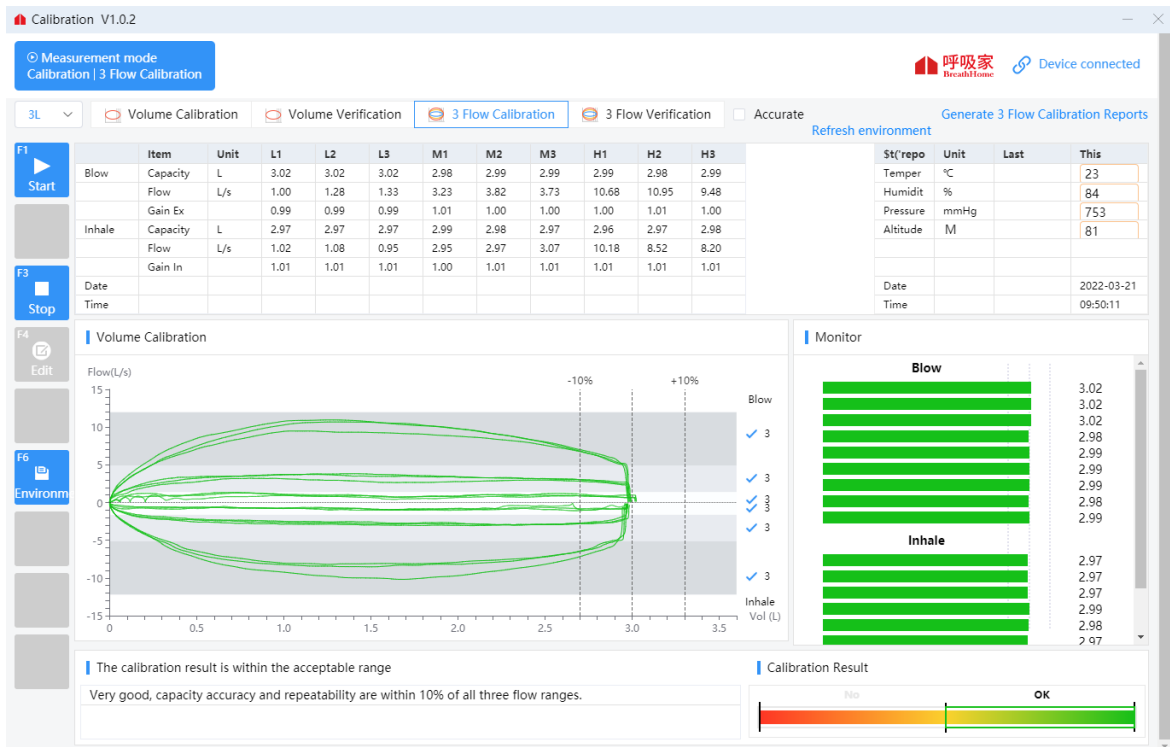 Calibration V1.0.2
Measurement mode
Calibration | 3 Flow Calibration
呼吸家
BreathHome
Device connected
3L
Volume Calibration
Volume Verification
3 Flow Calibration
3 Flow Verification
Accurate
Refresh environment
Generate 3 Flow Calibration Reports
F1
Start
F3
Stop
F4
Edit
F6
Environm
Item Unit L1 L2 L3 M1 M2 M3 H1 H2 H3
Blow Capacity L 3.02 3.02 3.02 2.98 2.99 2.99 2.99 2.98 2.99
Flow L/s 1.00 1.28 1.33 3.23 3.82 3.73 10.68 10.95 9.48
Gain Ex 0.99 0.99 0.99 1.01 1.00 1.00 1.00 1.01 1.00
Inhale Capacity L 2.97 2.97 2.97 2.99 2.98 2.97 2.96 2.97 2.98
Flow L/s 1.02 1.08 0.95 2.95 2.97 3.07 10.18 8.52 8.20
Gain In 1.01 1.01 1.01 1.00 1.01 1.01 1.01 1.01 1.01
Date
Time
$t('repo Unit Last This
Temper ℃ 23
Humidit % 84
Pressure mmHg 753
Altitude M 81
Date 2022-03-21
Time 09:50:11
Volume Calibration
Flow(L/s)
-10% +10%
15
10
5
0
-5
-10
-15
0 0.5 1.0 1.5 2.0 2.5 3.0 3.5
Blow
3
3
3
3
3
3
Inhale
Vol (L)
Monitor
Blow
3.02
3.02
3.02
2.98
2.99
2.99
2.99
2.98
2.99
Inhale
2.97
2.97
2.97
2.99
2.98
2.97
The calibration result is within the acceptable range
Very good, capacity accuracy and repeatability are within 10% of all three flow ranges.
Calibration Result
No OK